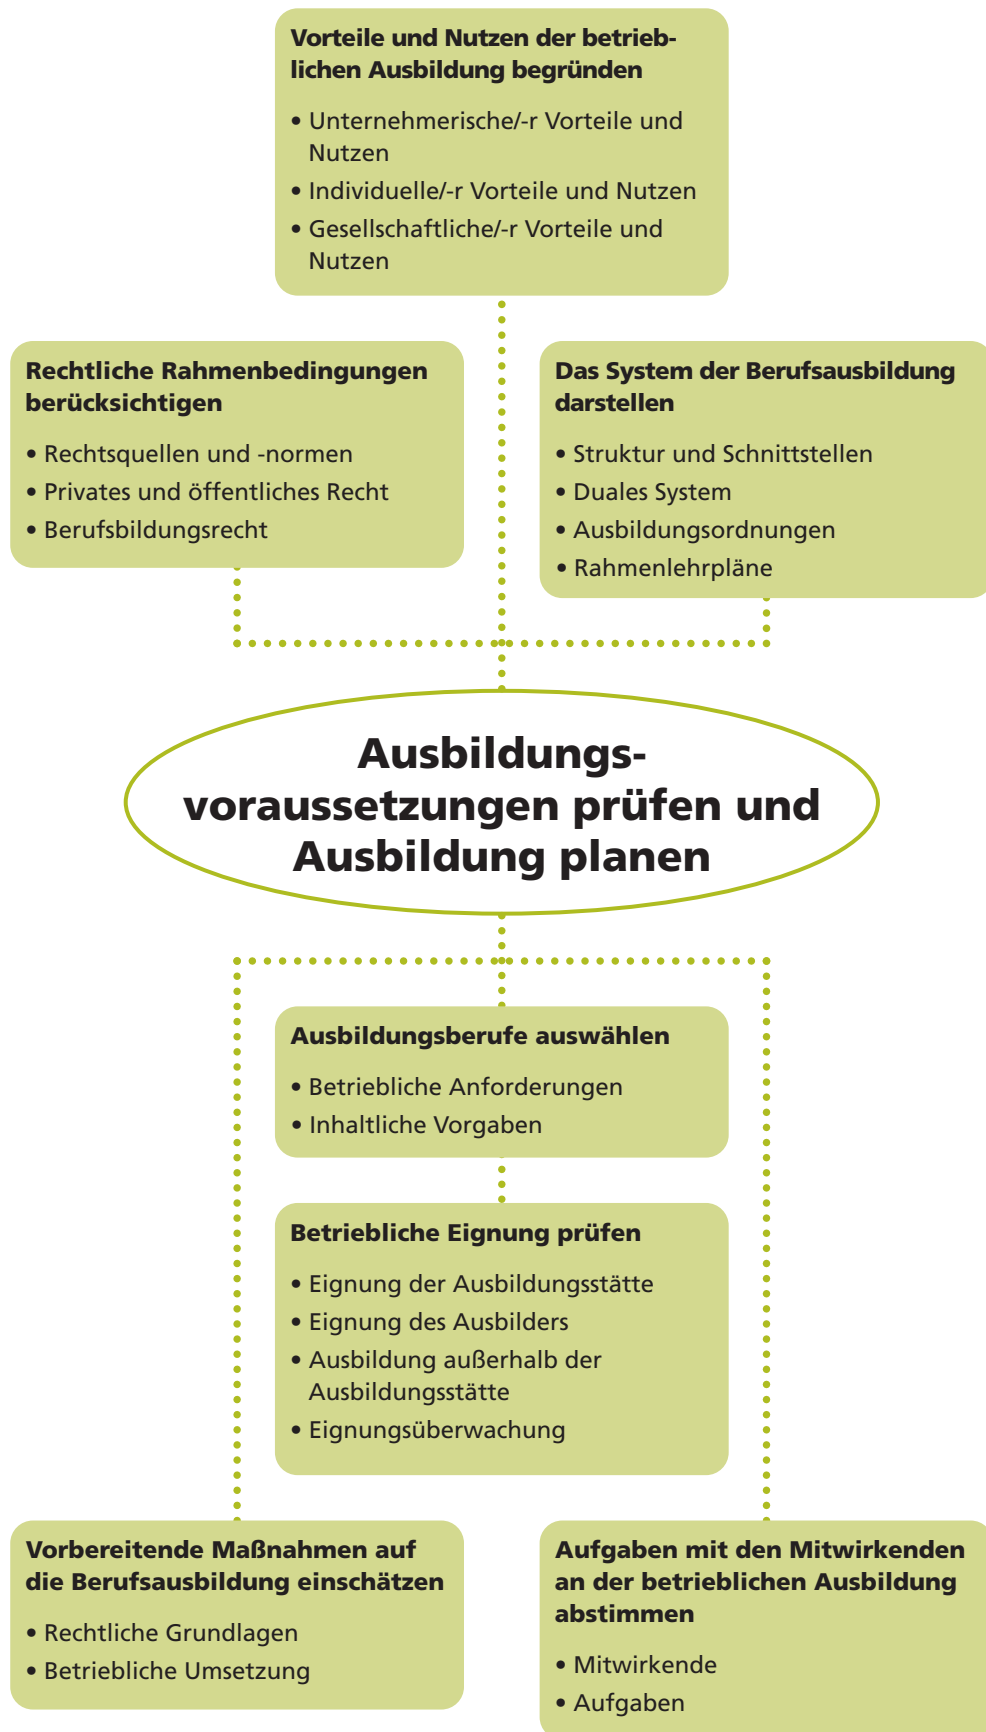 Vorteile und Nutzen der betrieb-
lichen Ausbildung begründen
• Unternehmerische/-r Vorteile und
Nutzen
• Individuelle/-r Vorteile und Nutzen
• Gesellschaftliche/-r Vorteile und
Nutzen
Rechtliche Rahmenbedingungen
berücksichtigen
• Rechtsquellen und -normen
• Privates und öffentliches Recht
• Berufsbildungsrecht
Das System der Berufsausbildung
darstellen
• Struktur und Schnittstellen
• Duales System
• Ausbildungsordnungen
• Rahmenlehrpläne
Ausbildungs-
voraussetzungen prüfen und
Ausbildung planen
Ausbildungsberufe auswählen
• Betriebliche Anforderungen
• Inhaltliche Vorgaben
Betriebliche Eignung prüfen
• Eignung der Ausbildungsstätte
• Eignung des Ausbilders
• Ausbildung außerhalb der
Ausbildungsstätte
• Eignungsüberwachung
Vorbereitende Maßnahmen auf
die Berufsausbildung einschätzen
• Rechtliche Grundlagen
• Betriebliche Umsetzung
Aufgaben mit den Mitwirkenden
an der betrieblichen Ausbildung
abstimmen
• Mitwirkende
• Aufgaben